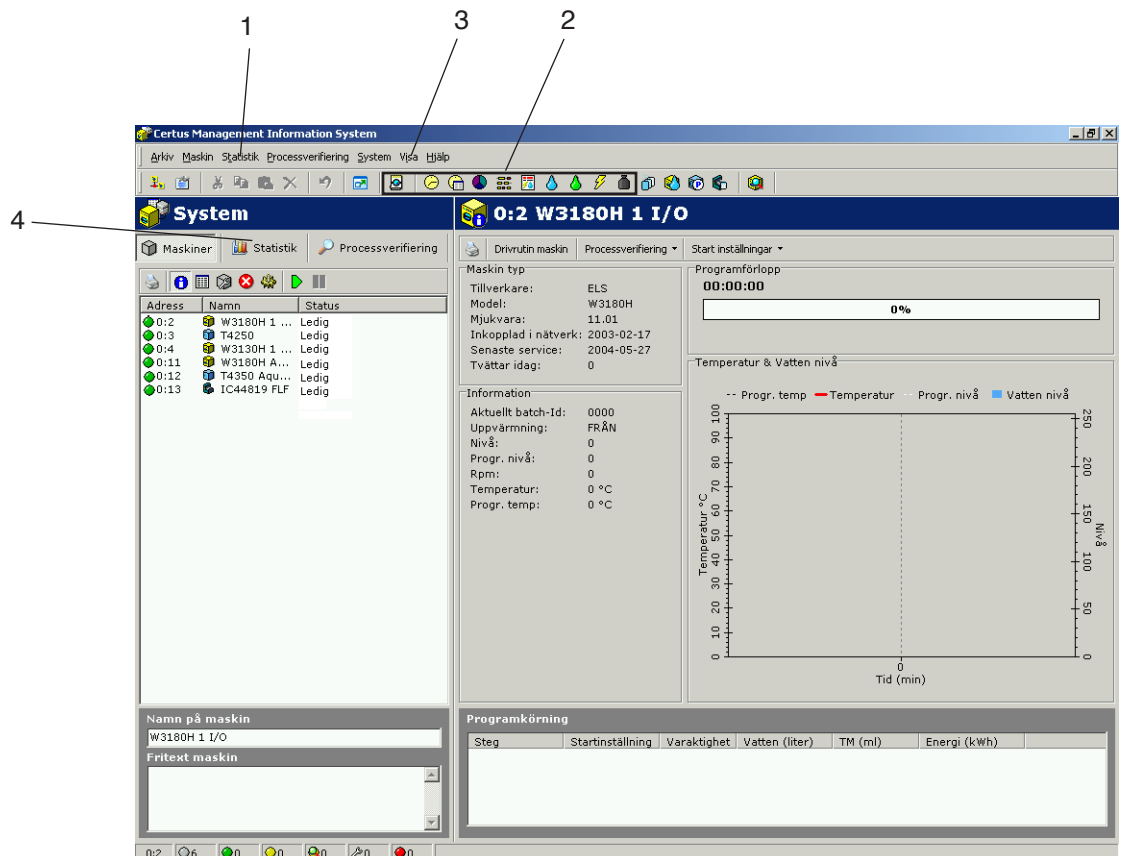 1
3
2
4
Certus Management Information System
Arkiv Maskin Statistik Processverifiering System Visa Hjälp
System
0:2 W3180H 1 I/O
Maskiner Statistik Processverifiering
Drivrutin maskin Processverifiering Start inställningar
Adress Namn Status
0:2 W3180H 1 ... Ledig
0:3 T4250 Ledig
0:4 W3130H 1 ... Ledig
0:11 W3180H A... Ledig
0:12 T4350 Aqu... Ledig
0:13 IC44819 FLF Ledig
Maskin typ
Tillverkare: ELS
Model: W3180H
Mjukvara: 11.01
Inkopplad i nätverk: 2003-02-17
Senaste service: 2004-05-27
Tvättar idag: 0
Information
Aktuellt batch-Id: 0000
Uppvärmning: FRÅN
Nivå: 0
Progr. nivå: 0
Rpm: 0
Temperatur: 0 °C
Progr. temp: 0 °C
Programförlopp
00:00:00
0%
Temperatur & Vatten nivå
-- Progr. temp Temperatur Progr. nivå Vatten nivå
100
90
80
70
60
50
40
30
20
10
0
Temperatur °C
250
200
150
100
50
0
Nivå
0
Tid (min)
Namn på maskin
W3180H 1 I/O
Fritext maskin
Programkörning
Steg Startinställning Varaktighet Vatten (liter) TM (ml) Energi (kWh)
0:2 6 0 0 0 0 0